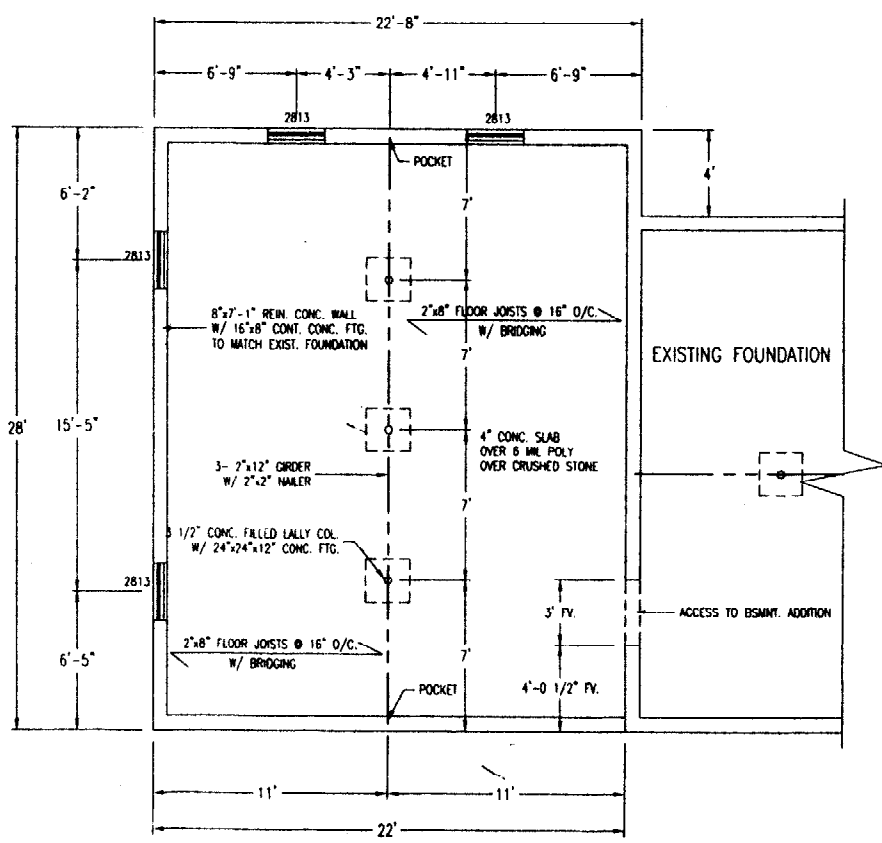 22'-8"
6'-9" 4'-3" 4'-11" 6'-9"
2813 2813
POCKET
4'
7'
6'-2"
2813
8"x7'-1" REIN. CONC. WALL
W/ 16"x8" CONT. CONC. FTG.
TO MATCH EXIST. FOUNDATION
2"x8" FLOOR JOISTS @ 16" O/C.
W/ BRIDGING
7'
EXISTING FOUNDATION
28'
15'-5"
4" CONC. SLAB
OVER 6 MIL POLY
OVER CRUSHED STONE
3- 2"x12" GIRDER
W/ 2"x2" NAILER
7'
3 1/2" CONC. FILLED LALLY COL.
W/ 24"x24"x12" CONC. FTG.
2813
3' FV.
ACCESS TO BSMNT. ADDITION
2"x8" FLOOR JOISTS @ 16" O/C.
W/ BRIDGING
6'-5"
7'
POCKET
4'-0 1/2" FV.
11' 11'
22'